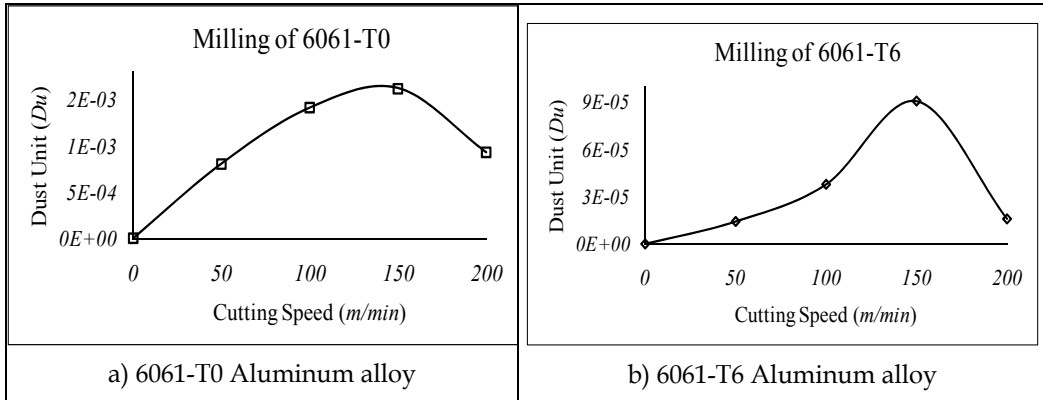 Milling of 6061-T0
Dust Unit (Du)
2E-03
1E-03
5E-04
0E+00
0 50 100 150 200
Cutting Speed (m/min)
a) 6061-T0 Aluminum alloy
Milling of 6061-T6
Dust Unit (Du)
9E-05
6E-05
3E-05
0E+00
0 50 100 150 200
Cutting Speed (m/min)
b) 6061-T6 Aluminum alloy